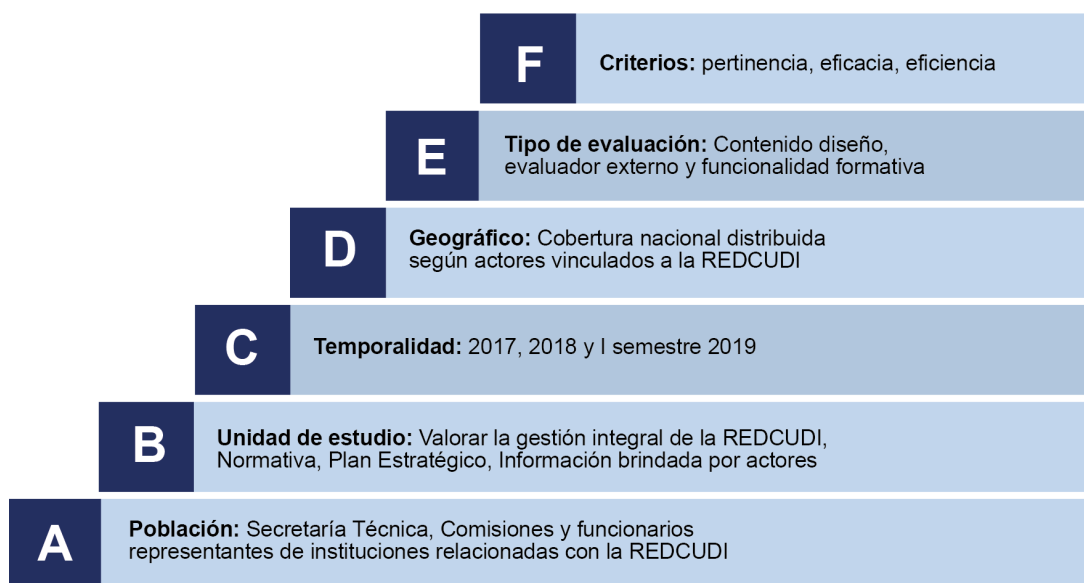 F
Criterios: pertinencia, eficacia, eficiencia
E
Tipo de evaluación: Contenido diseño,
evaluador externo y funcionalidad formativa
D
Geográfico: Cobertura nacional distribuida
según actores vinculados a la REDCUDI
C
Temporalidad: 2017, 2018 y I semestre 2019
B
Unidad de estudio: Valorar la gestión integral de la REDCUDI,
Normativa, Plan Estratégico, Información brindada por actores
A
Población: Secretaría Técnica, Comisiones y funcionarios
representantes de instituciones relacionadas con la REDCUDI